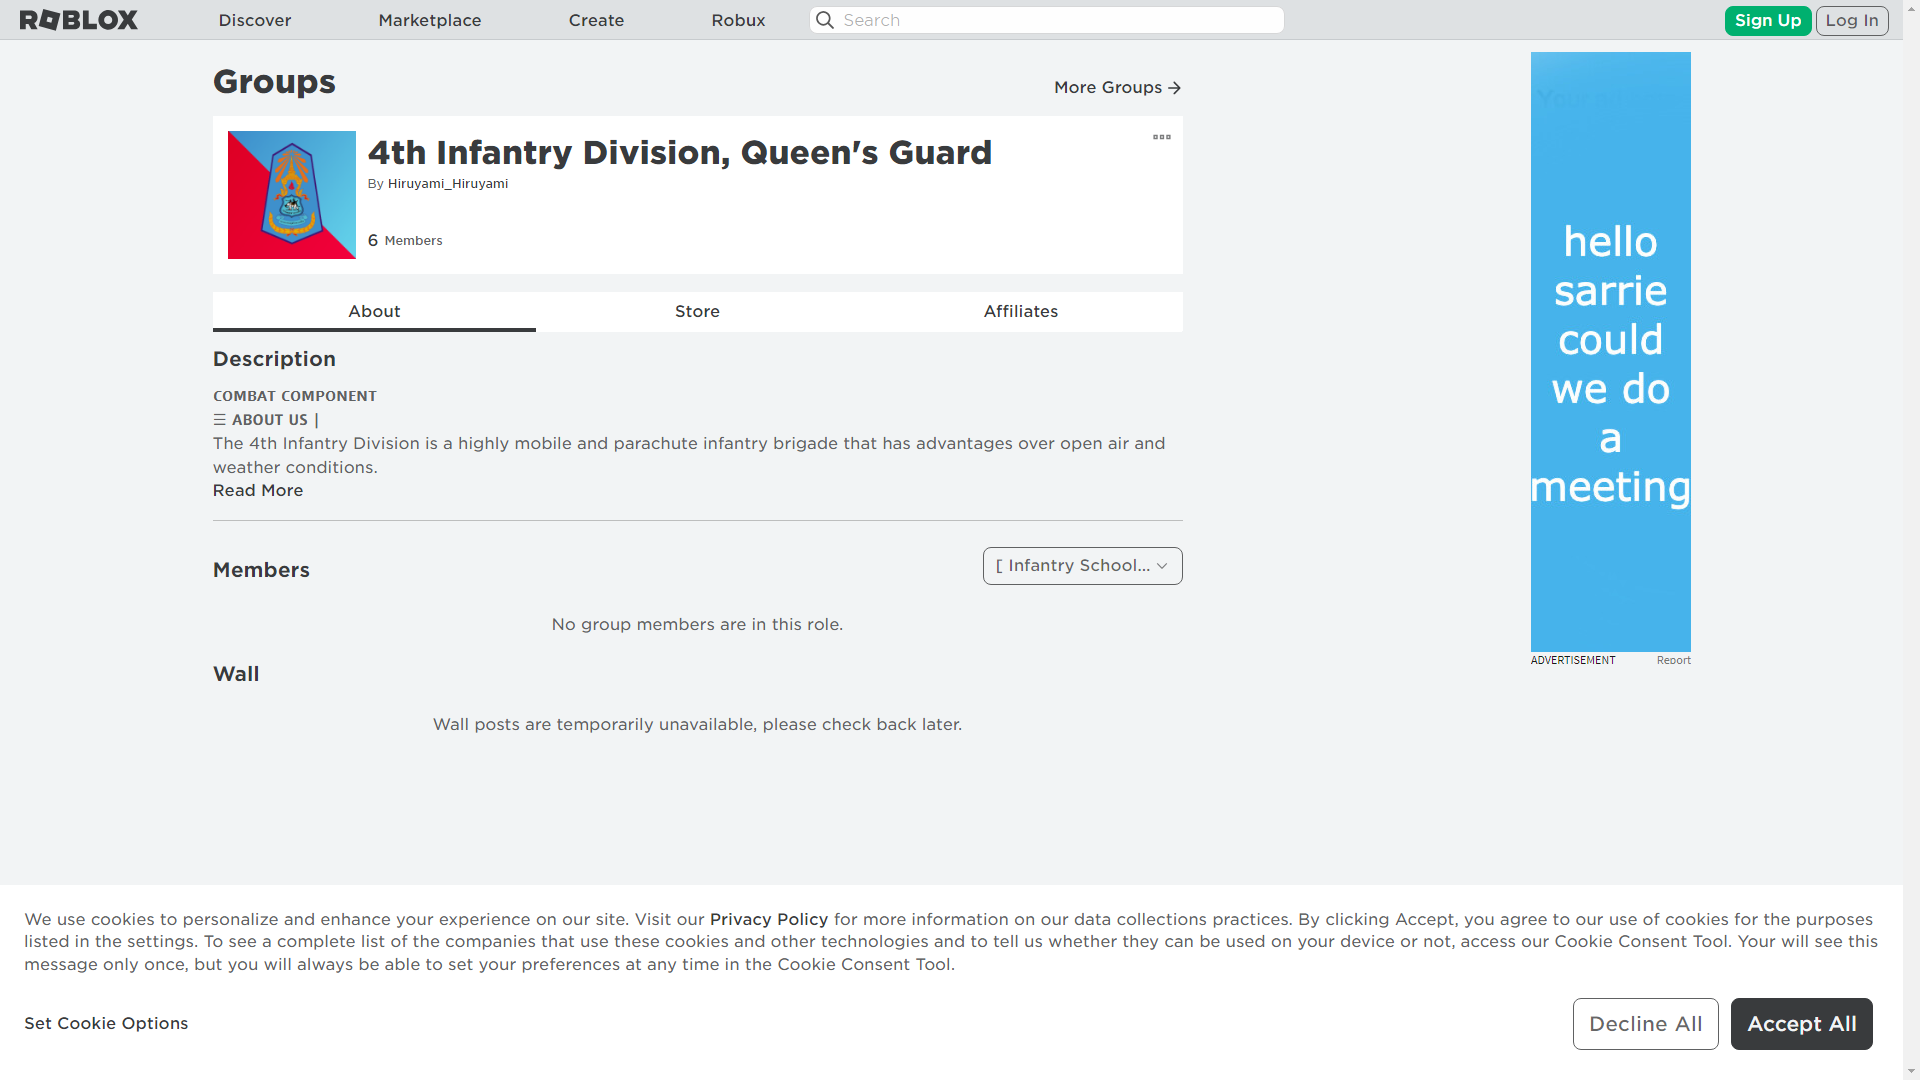 ROBLOX
Discover
Marketplace
Create
Robux
Search
Sign Up
Log In
Groups
More Groups
4th Infantry Division, Queen's Guard
By Hiruyami_Hiruyami
6 Members
About
Store
Affiliates
Description
COMBAT COMPONENT
☰ ABOUT US |
The 4th Infantry Division is a highly mobile and parachute infantry brigade that has advantages over open air and
weather conditions.
Read More
Members
[ Infantry School...
No group members are in this role.
Wall
Wall posts are temporarily unavailable, please check back later.
hello
sarrie
could
we do
a
meeting
ADVERTISEMENT
Report
We use cookies to personalize and enhance your experience on our site. Visit our Privacy Policy for more information on our data collections practices. By clicking Accept, you agree to our use of cookies for the purposes
listed in the settings. To see a complete list of the companies that use these cookies and other technologies and to tell us whether they can be used on your device or not, access our Cookie Consent Tool. Your will see this
message only once, but you will always be able to set your preferences at any time in the Cookie Consent Tool.
Set Cookie Options
Decline All
Accept All